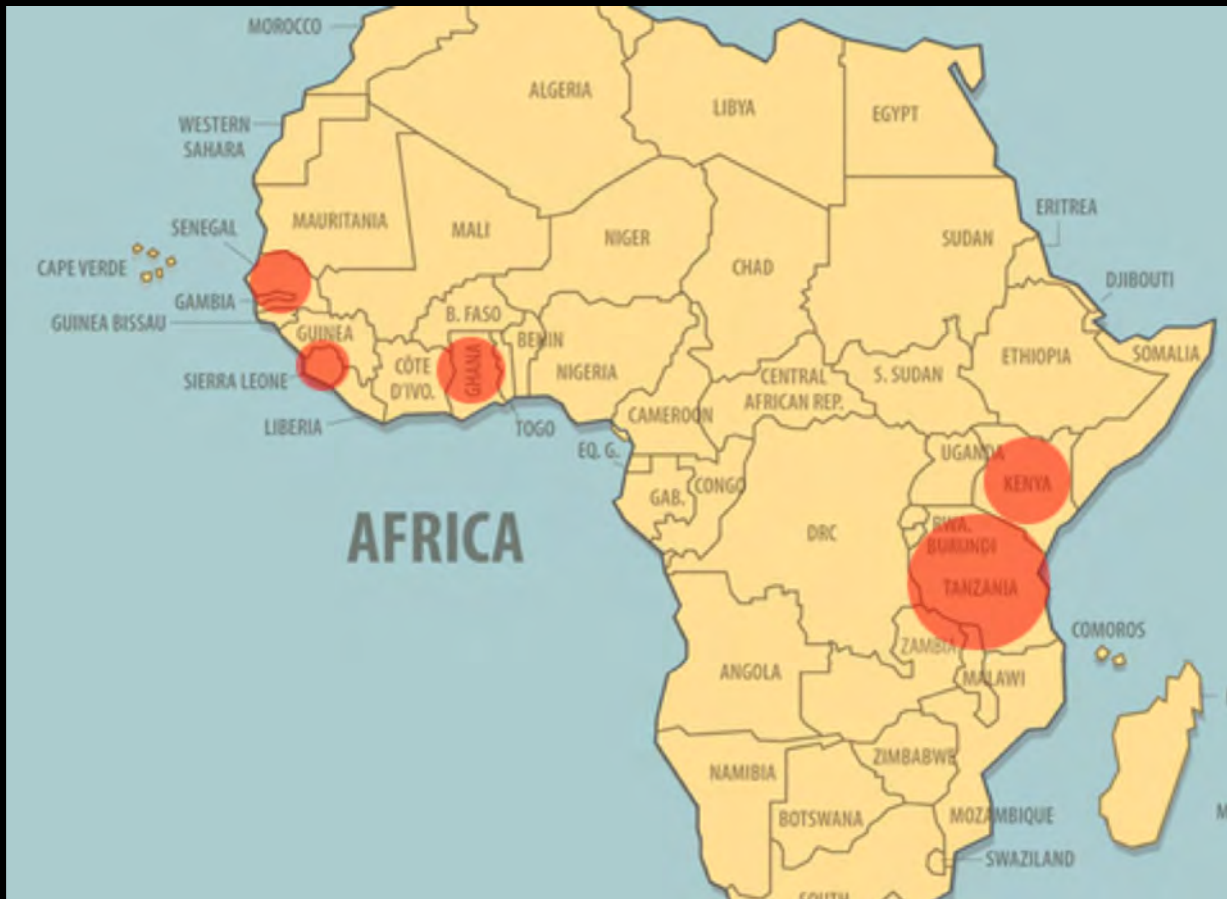 MOROCCO
ALGERIA
LIBYA
EGYPT
WESTERN
SAHARA
MAURITANIA
MALI
NIGER
CHAD
SUDAN
ERITREA
SENEGAL
CAPE VERDE
GAMBIA
GUINEA BISSAU
DJIBOUTI
B. FASO
GUINEA
BENIN
CÔTE
D'IVO.
GHANA
NIGERIA
ETHIOPIA
SOMALIA
SIERRA LEONE
CENTRAL
AFRICAN REP.
S. SUDAN
LIBERIA
TOGO
CAMEROON
EQ. G.
UGANDA
KENYA
GAB.
CONGO
AFRICA
DRC
RWA.
BURUNDI
TANZANIA
COMOROS
ZAMBIA
ANGOLA
MALAWI
ZIMBABWE
NAMIBIA
BOTSWANA
MOZAMBIQUE
SWAZILAND
SOUTH